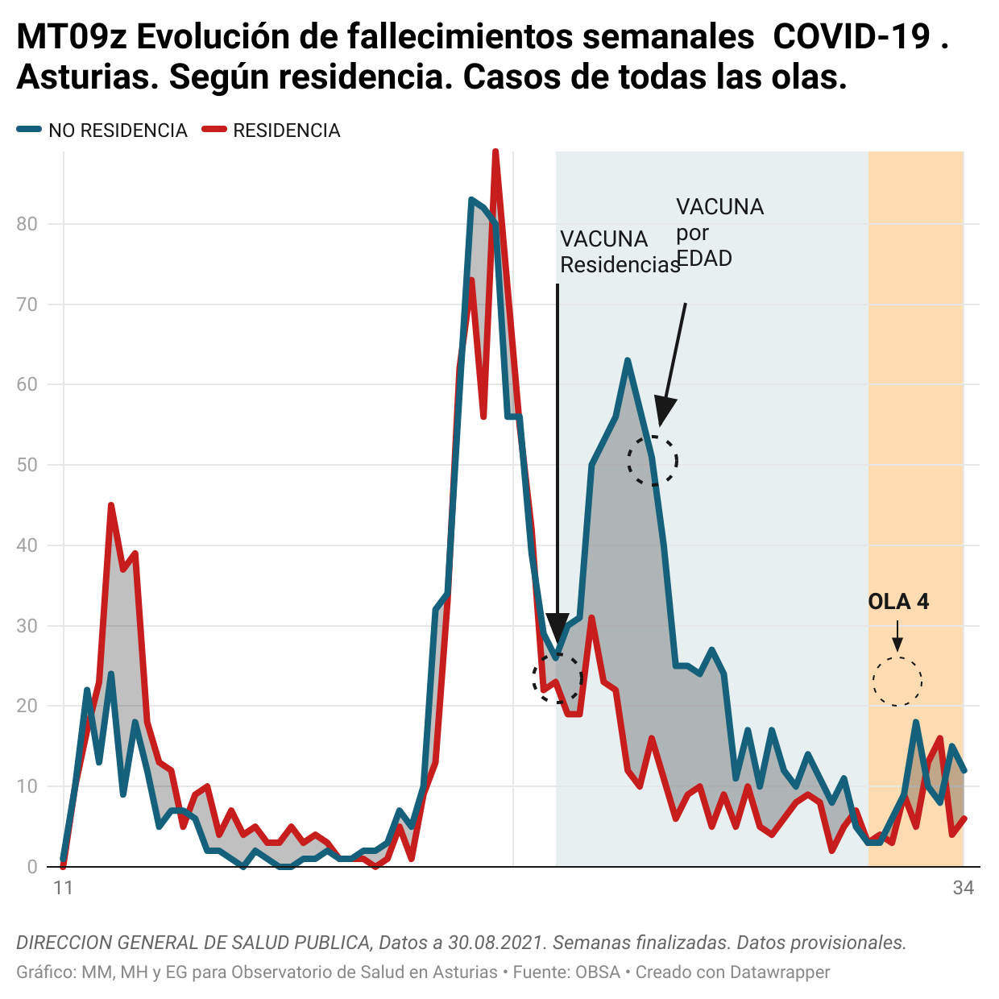 MT09z Evolución de fallecimientos semanales  COVID-19 .
Asturias. Según residencia. Casos de todas las olas.
NO RESIDENCIA RESIDENCIA
VACUNA
por
EDAD
VACUNA
Residencias
80
70
60
50
40
30
20
10
0
OLA 4
11 34
DIRECCION GENERAL DE SALUD PUBLICA, Datos a 30.08.2021. Semanas finalizadas. Datos provisionales.
Gráfico: MM, MH y EG para Observatorio de Salud en Asturias • Fuente: OBSA • Creado con Datawrapper